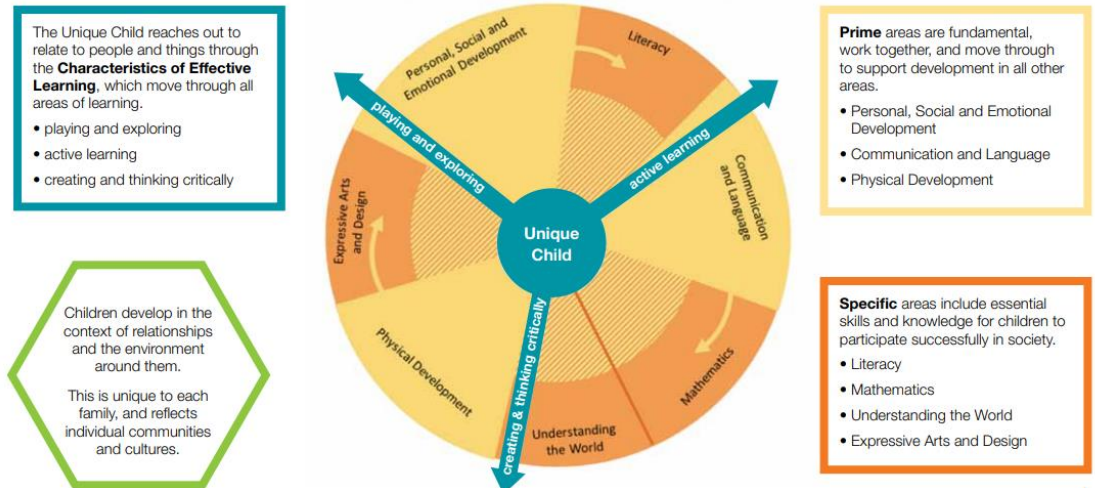 The Unique Child reaches out to
relate to people and things through
the Characteristics of Effective
Learning, which move through all
areas of learning.
• playing and exploring
• active learning
• creating and thinking critically
Children develop in the
context of relationships
and the environment
around them.
This is unique to each
family, and reflects
individual communities
and cultures.
Personal, Social and
Emotional Development
Literacy
playing and exploring
active learning
Communication
and Language
Expressive Arts
and Design
Unique
Child
creating & thinking critically
Physical Development
Mathematics
Understanding
the World
Prime areas are fundamental,
work together, and move through
to support development in all other
areas.
• Personal, Social and Emotional
Development
• Communication and Language
• Physical Development
Specific areas include essential
skills and knowledge for children to
participate successfully in society.
• Literacy
• Mathematics
• Understanding the World
• Expressive Arts and Design